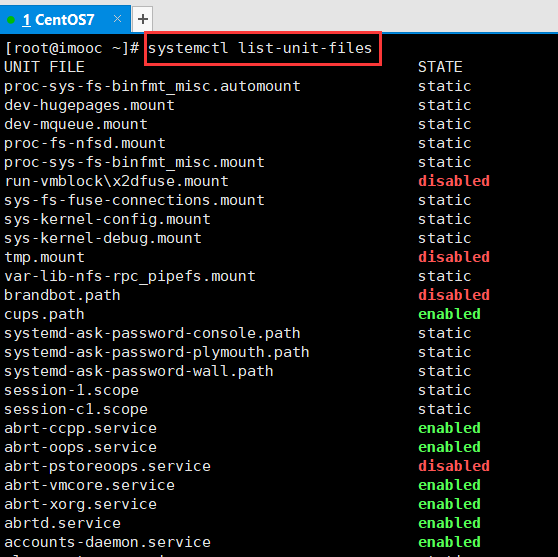 1 CentOS7 × +
[root@imooc ~]# systemctl list-unit-files
UNIT FILE STATE
proc-sys-fs-binfmt_misc.automount static
dev-hugepages.mount static
dev-mqueue.mount static
proc-fs-nfsd.mount static
proc-sys-fs-binfmt_misc.mount static
run-vmblock\x2dfuse.mount disabled
sys-fs-fuse-connections.mount static
sys-kernel-config.mount static
sys-kernel-debug.mount static
tmp.mount disabled
var-lib-nfs-rpc_pipefs.mount static
brandbot.path disabled
cups.path enabled
systemd-ask-password-console.path static
systemd-ask-password-plymouth.path static
systemd-ask-password-wall.path static
session-1.scope static
session-c1.scope static
abrt-ccpp.service enabled
abrt-oops.service enabled
abrt-pstoreoops.service disabled
abrt-vmcore.service enabled
abrt-xorg.service enabled
abrtd.service enabled
accounts-daemon.service enabled